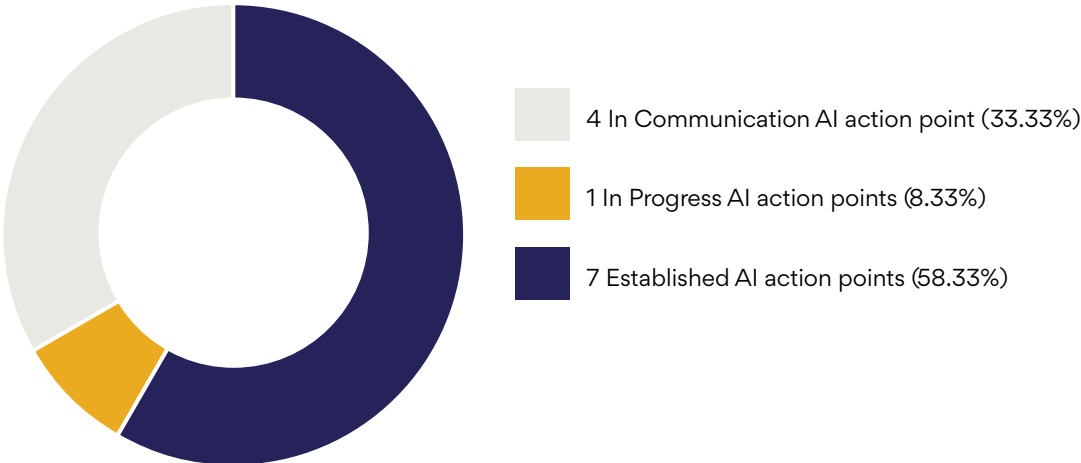 4 In Communication AI action point (33.33%)
1 In Progress AI action points (8.33%)
7 Established AI action points (58.33%)